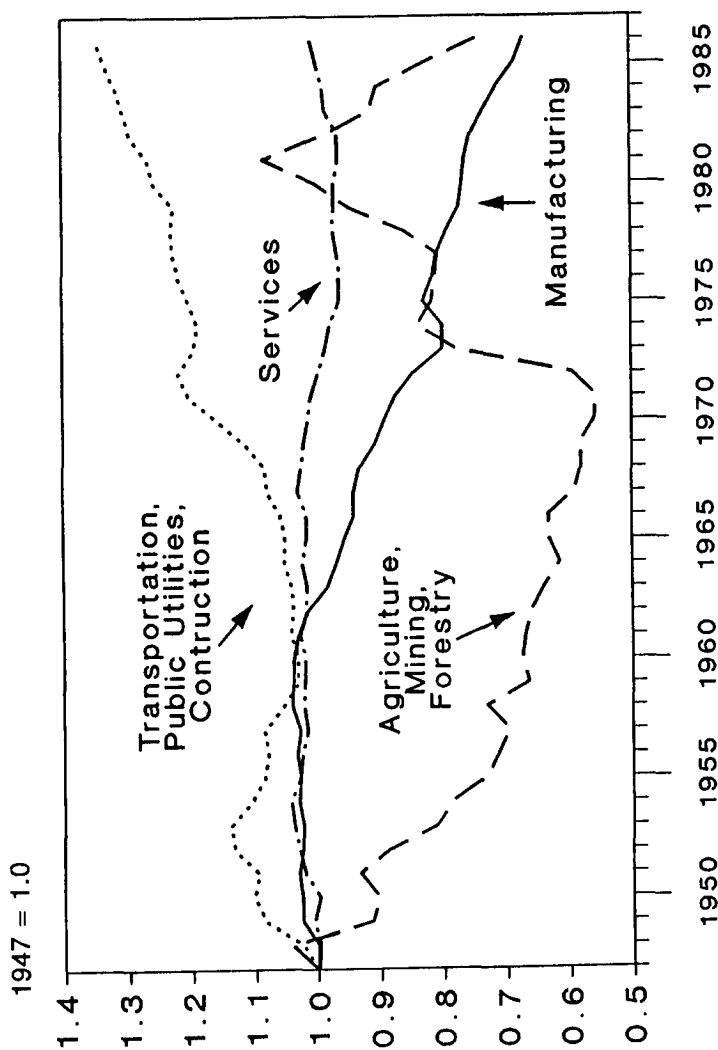 1947 = 1.0
1.4
1.3
1.2
1.1
1.0
0.9
0.8
0.7
0.6
0.5
Transportation,
Public Utilities,
Contruction
Services
Agriculture,
Mining,
Forestry
Manufacturing
1950
1955
1960
1965
1970
1975
1980
1985